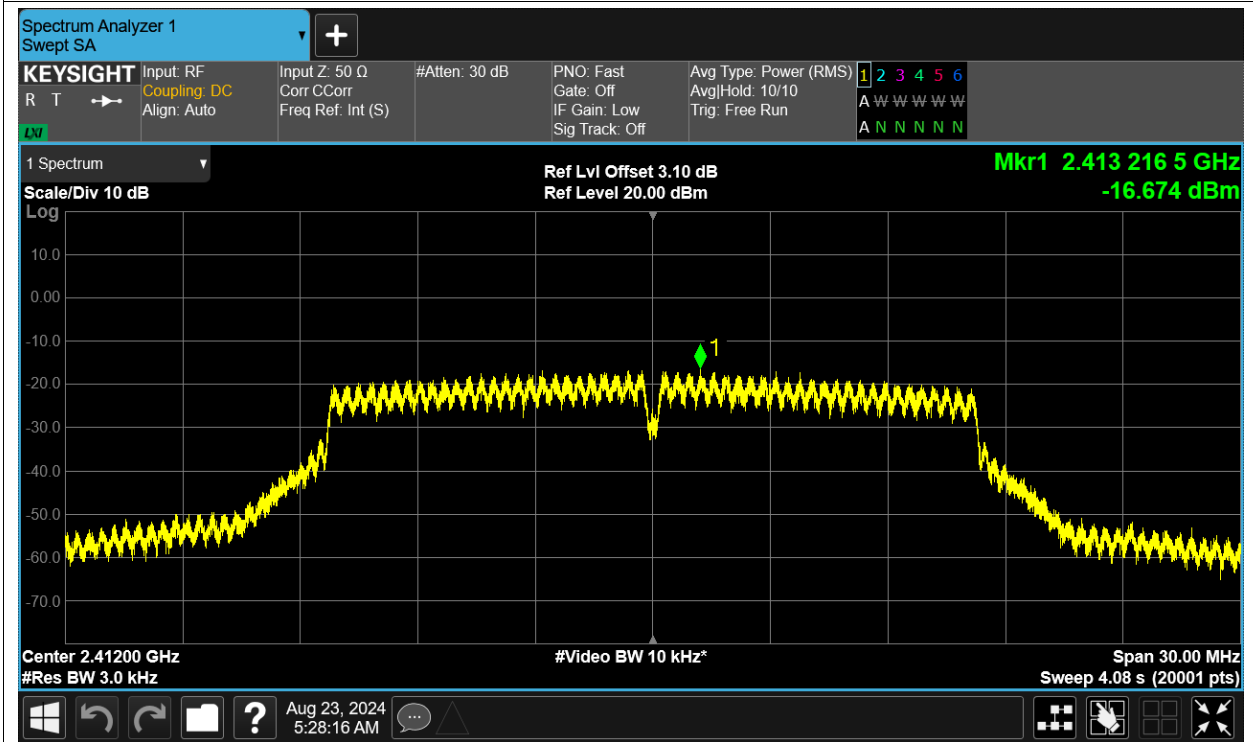 Spectrum Analyzer 1
Swept SA
KEYSIGHT
R T
LXI
Input: RF
Coupling: DC
Align: Auto
Input Z: 50 Ω
Corr CCorr
Freq Ref: Int (S)
#Atten: 30 dB
PNO: Fast
Gate: Off
IF Gain: Low
Sig Track: Off
Avg Type: Power (RMS)
Avg|Hold: 10/10
Trig: Free Run
1 2 3 4 5 6
A W W W W W
A N N N N N
1 Spectrum
Scale/Div 10 dB
Log
Ref Lvl Offset 3.10 dB
Ref Level 20.00 dBm
Mkr1 2.413 216 5 GHz
-16.674 dBm
10.0
0.00
-10.0
-20.0
-30.0
-40.0
-50.0
-60.0
-70.0
1
Center 2.41200 GHz
#Res BW 3.0 kHz
#Video BW 10 kHz*
Span 30.00 MHz
Sweep 4.08 s (20001 pts)
?
Aug 23, 2024
5:28:16 AM